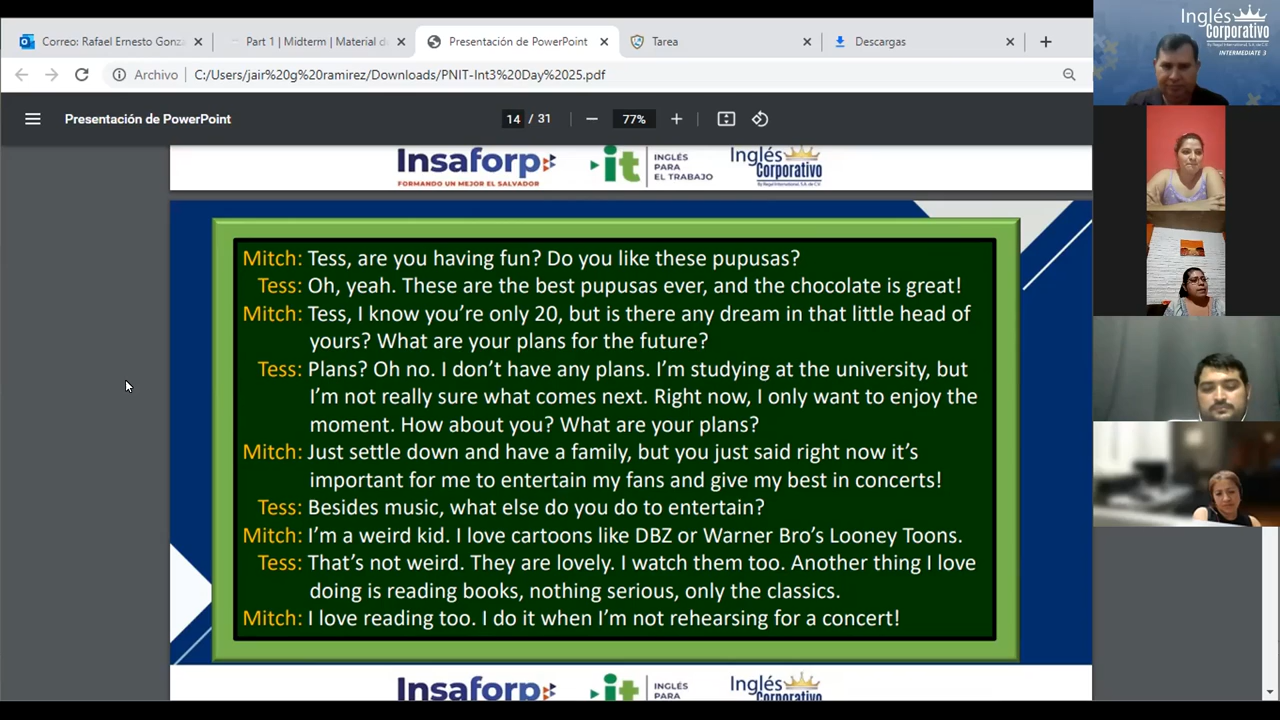 Correo: Rafael Ernesto Gonza
Part 1 | Midterm | Material d
Presentación de PowerPoint
Tarea
Descargas
Archivo
C:/Users/jair%20g%20ramirez/Downloads/PNIT-Int3%20Day%2025.pdf
Presentación de PowerPoint
14 / 31
77%
Inglés
Corporativo
By Regal International, S.A. de C.V.
INTERMEDIATE 3
Insaforp
FORMANDO UN MEJOR EL SALVADOR
it
INGLÉS
PARA
EL TRABAJO
Inglés
Corporativo
By Regal International, S.A. de C.V.
Mitch: Tess, are you having fun? Do you like these pupusas?
Tess: Oh, yeah. These are the best pupusas ever, and the chocolate is great!
Mitch: Tess, I know you’re only 20, but is there any dream in that little head of
yours? What are your plans for the future?
Tess: Plans? Oh no. I don’t have any plans. I’m studying at the university, but
I’m not really sure what comes next. Right now, I only want to enjoy the
moment. How about you? What are your plans?
Mitch: Just settle down and have a family, but you just said right now it’s
important for me to entertain my fans and give my best in concerts!
Tess: Besides music, what else do you do to entertain?
Mitch: I’m a weird kid. I love cartoons like DBZ or Warner Bro’s Looney Toons.
Tess: That’s not weird. They are lovely. I watch them too. Another thing I love
doing is reading books, nothing serious, only the classics.
Mitch: I love reading too. I do it when I’m not rehearsing for a concert!
Insaforp
it
INGLÉS
PARA
Inglés
Corporativo